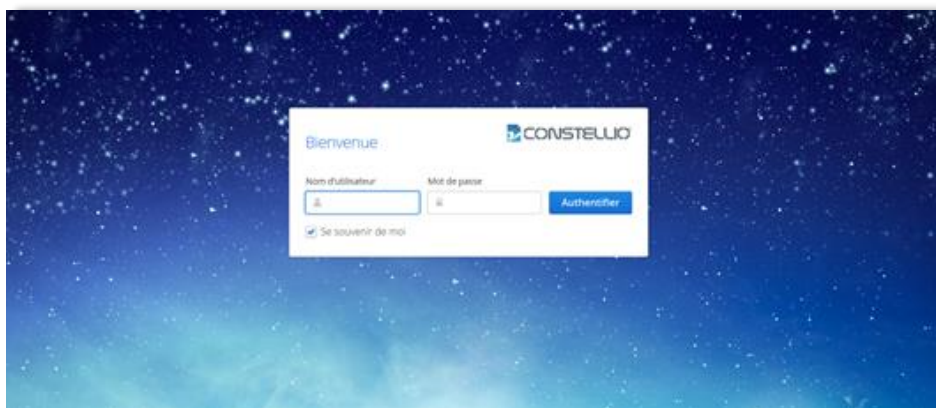 Bienvenue
CONSTELLIO
Nom d'utilisateur
Mot de passe
Authentifier
Se souvenir de moi